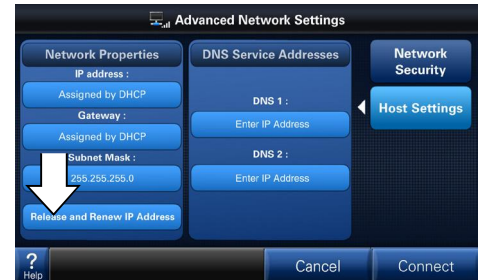 Advanced Network Settings
Network Properties
IP address :
Assigned by DHCP
Gateway :
Assigned by DHCP
Subnet Mask :
255.255.255.0
Release and Renew IP Address
DNS Service Addresses
DNS 1 :
Enter IP Address
DNS 2 :
Enter IP Address
Network
Security
Host Settings
?
Help
Cancel
Connect